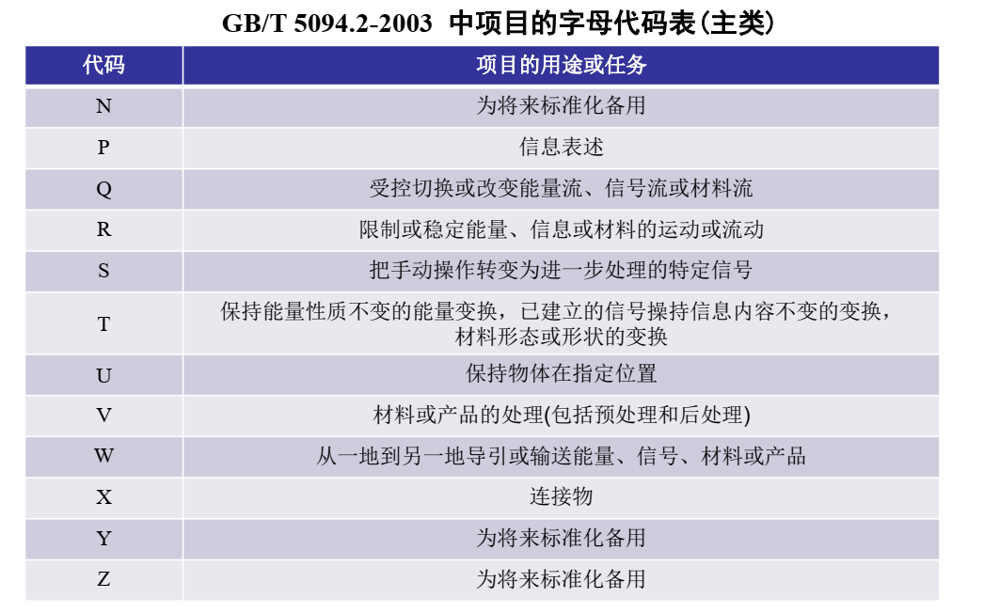 GB/T 5094.2-2003 中项目的字母代码表(主类)
代码 项目的用途或任务
N 为将来标准化备用
P 信息表述
Q 受控切换或改变能量流、信号流或材料流
R 限制或稳定能量、信息或材料的运动或流动
S 把手动操作转变为进一步处理的特定信号
T 保持能量性质不变的能量变换，已建立的信号操持信息内容不变的变换，
材料形态或形状的变换
U 保持物体在指定位置
V 材料或产品的处理(包括预处理和后处理)
W 从一地到另一地导引或输送能量、信号、材料或产品
X 连接物
Y 为将来标准化备用
Z 为将来标准化备用